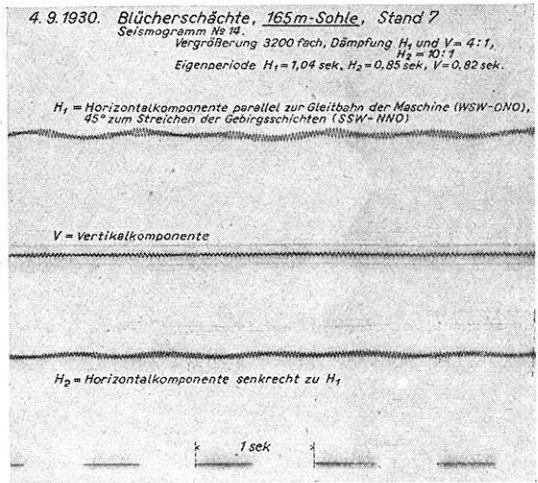 4.9.1930. Blücherschächte, 165m-Sohle, Stand 7
Seismogramm № 14.
Vergrößerung 3200 fach, Dämpfung H₁ und V = 4:1,
H₂ = 10:1
Eigenperiode H₁=1,04 sek, H₂=0,85 sek, V=0,82 sek.
H₁ = Horizontalkomponente parallel zur Gleitbahn der Maschine (WSW-ONO),
45° zum Streichen der Gebirgsschichten (SSW-NNO)
V = Vertikalkomponente
H₂ = Horizontalkomponente senkrecht zu H₁
1 sek